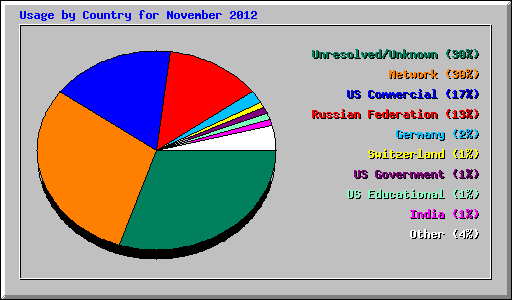 Usage by Country for November 2012
Unresolved/Unknown (30%)
Network (30%)
US Commercial (17%)
Russian Federation (13%)
Germany (2%)
Switzerland (1%)
US Government (1%)
US Educational (1%)
India (1%)
Other (4%)